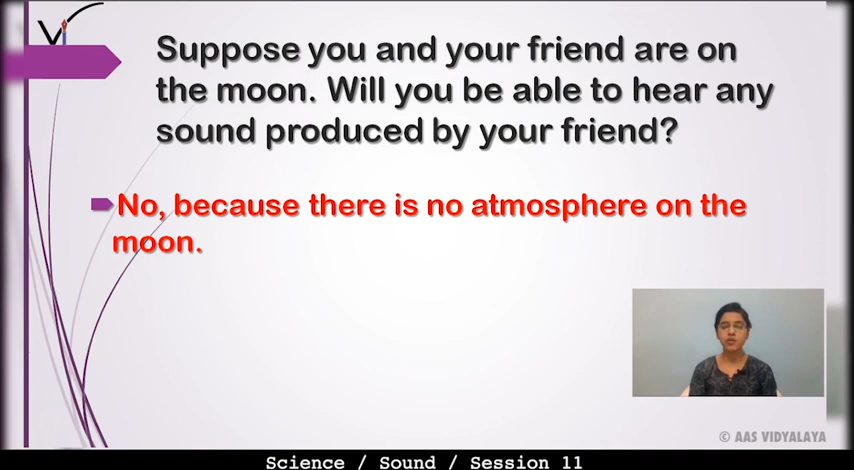 Vi
Suppose you and your friend are on
the moon. Will you be able to hear any
sound produced by your friend?
No, because there is no atmosphere on the
moon.
© AAS VIDYALAYA
Science / Sound / Session 11